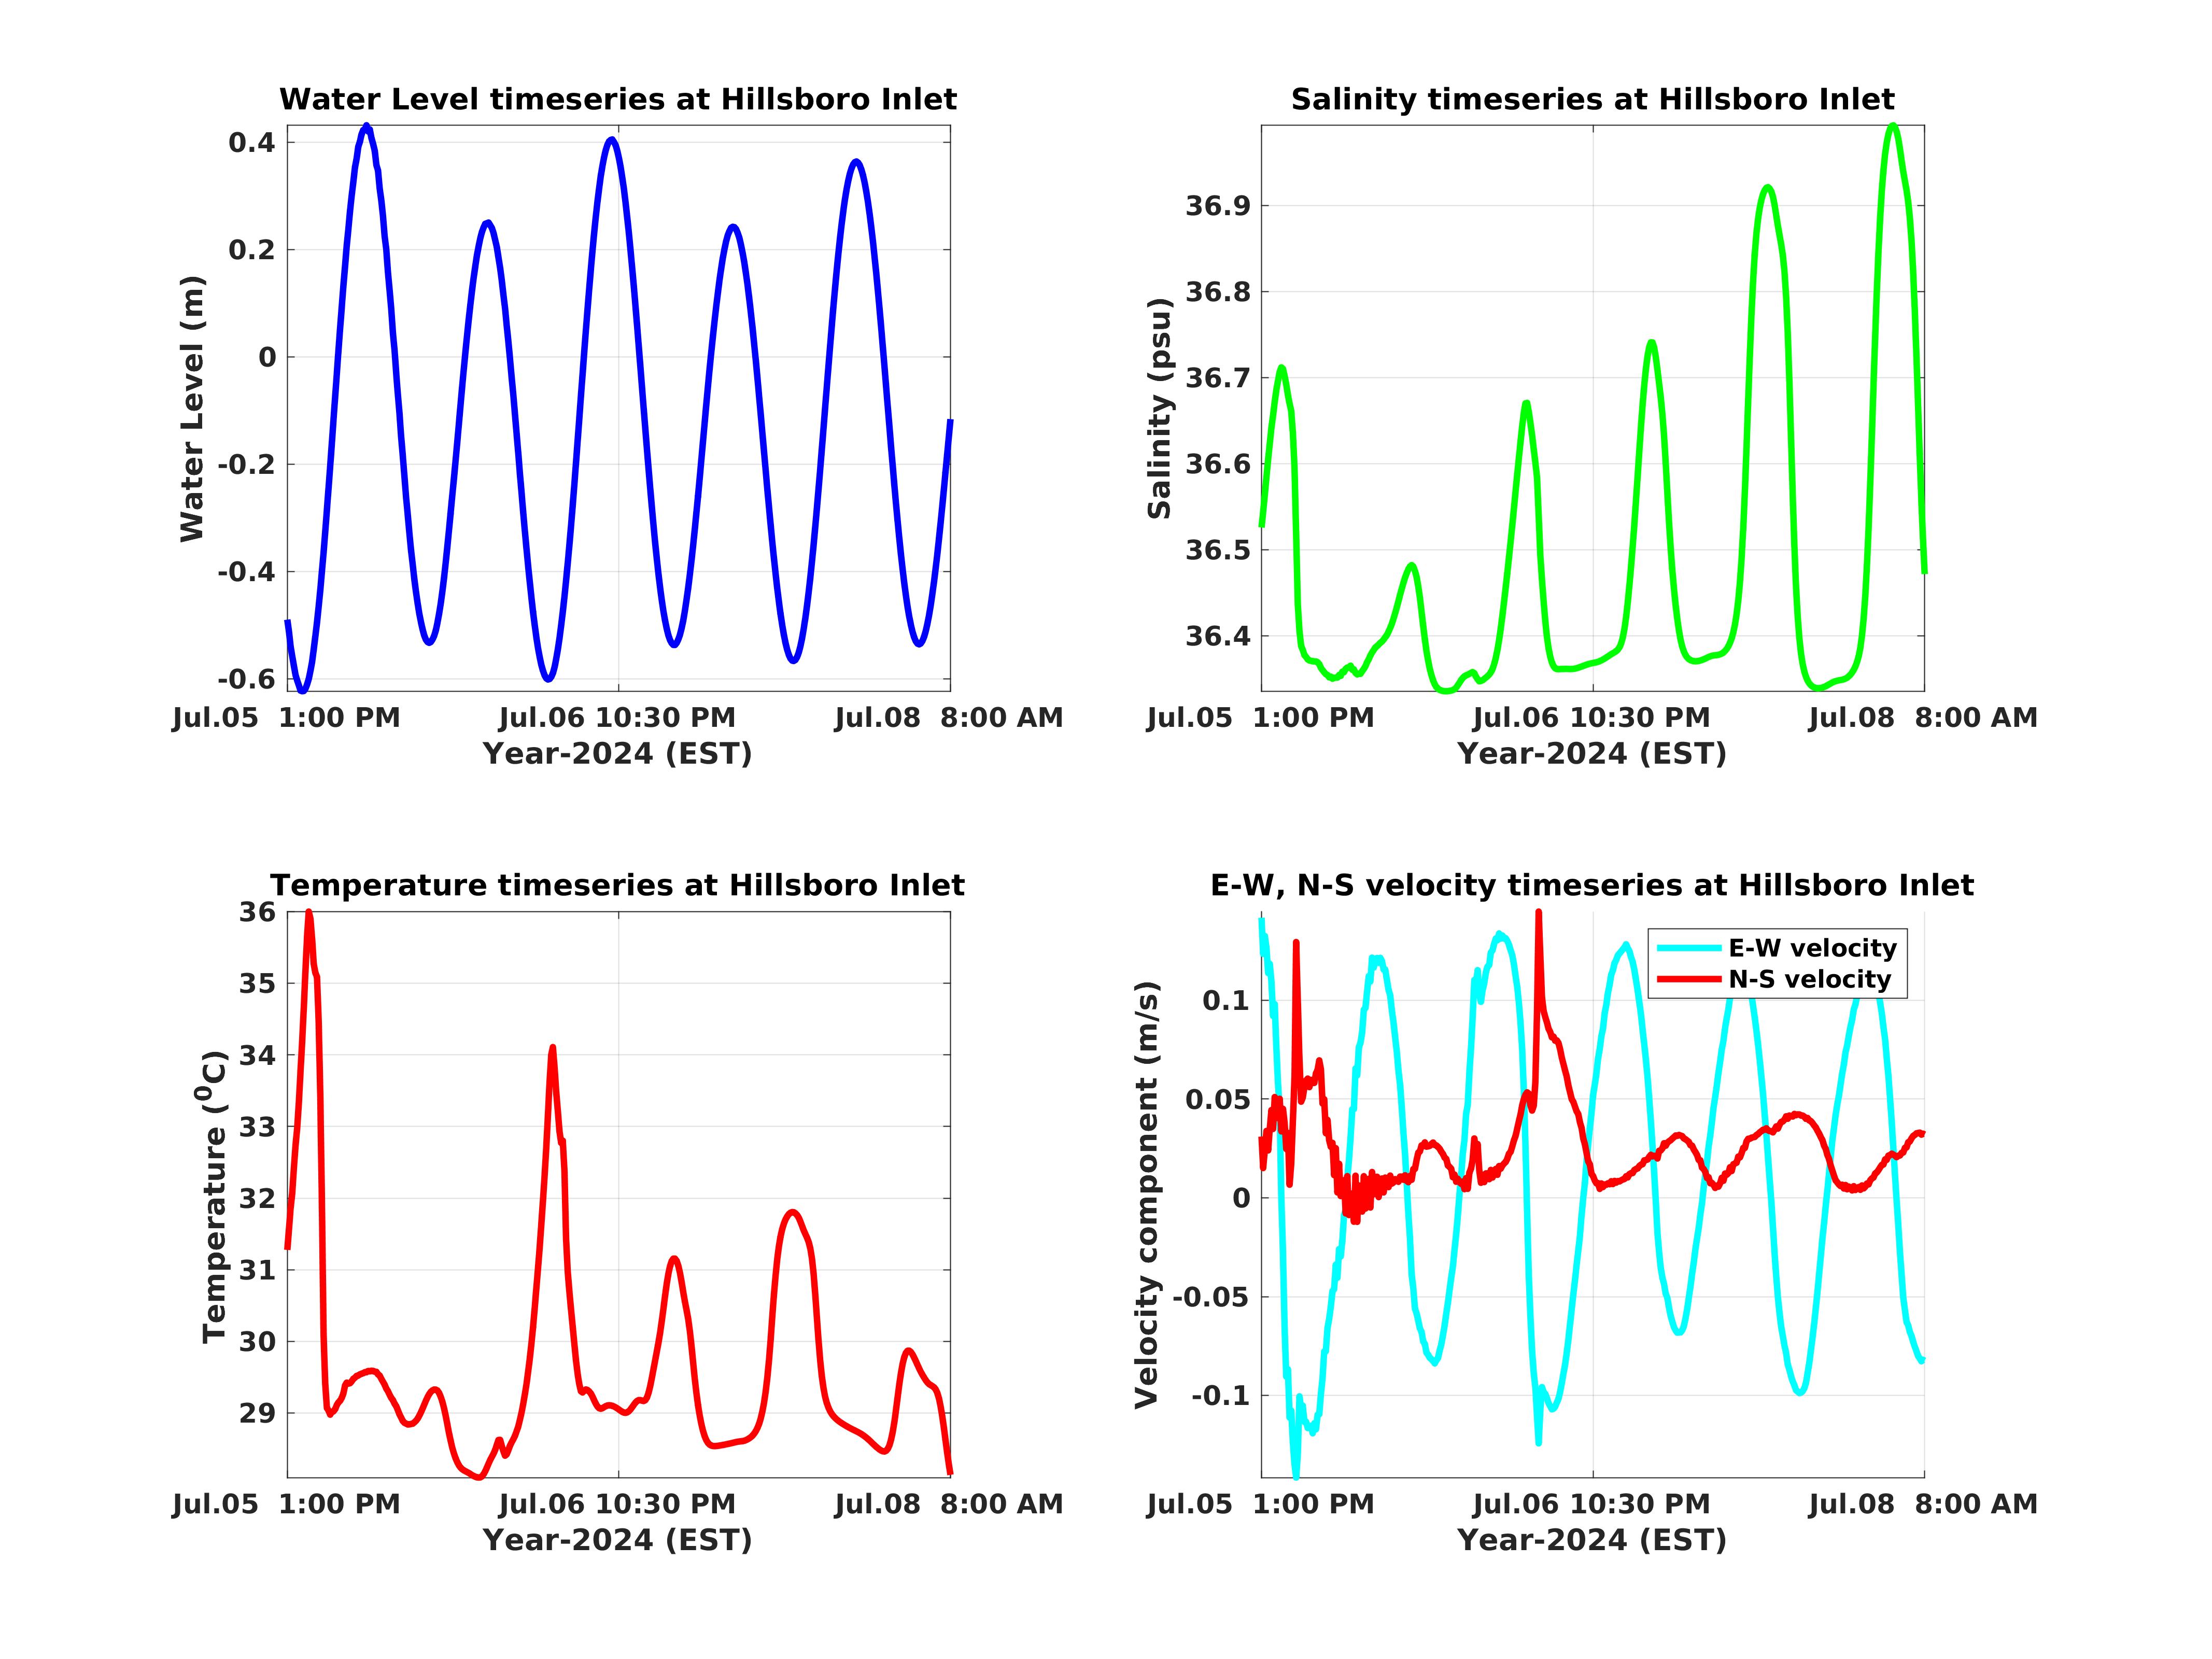 Water Level timeseries at Hillsboro Inlet
0.4
0.2
0
-0.2
-0.4
-0.6
Water Level (m)
Jul.05  1:00 PM
Jul.06 10:30 PM
Jul.08  8:00 AM
Year-2024 (EST)
Salinity timeseries at Hillsboro Inlet
36.9
36.8
36.7
36.6
36.5
36.4
Salinity (psu)
Jul.05  1:00 PM
Jul.06 10:30 PM
Jul.08  8:00 AM
Year-2024 (EST)
Temperature timeseries at Hillsboro Inlet
36
35
34
33
32
31
30
29
Temperature (⁰C)
Jul.05  1:00 PM
Jul.06 10:30 PM
Jul.08  8:00 AM
Year-2024 (EST)
E-W, N-S velocity timeseries at Hillsboro Inlet
E-W velocity
N-S velocity
0.1
0.05
0
-0.05
-0.1
Velocity component (m/s)
Jul.05  1:00 PM
Jul.06 10:30 PM
Jul.08  8:00 AM
Year-2024 (EST)